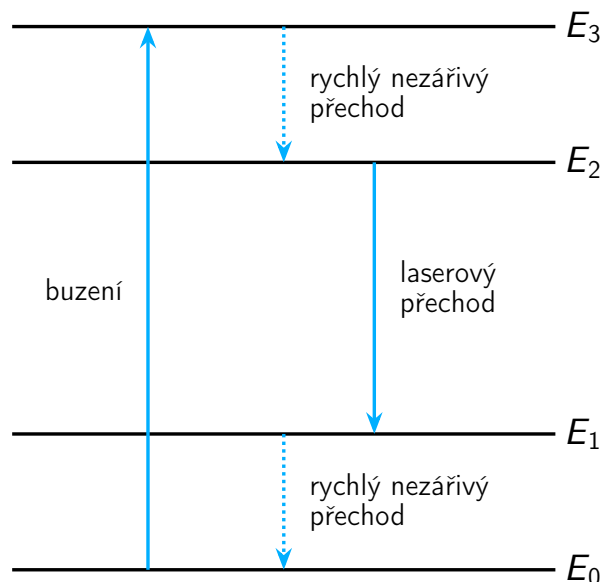 E3
rychlý nezářivý
přechod
E2
buzení
laserový
přechod
E1
rychlý nezářivý
přechod
E0